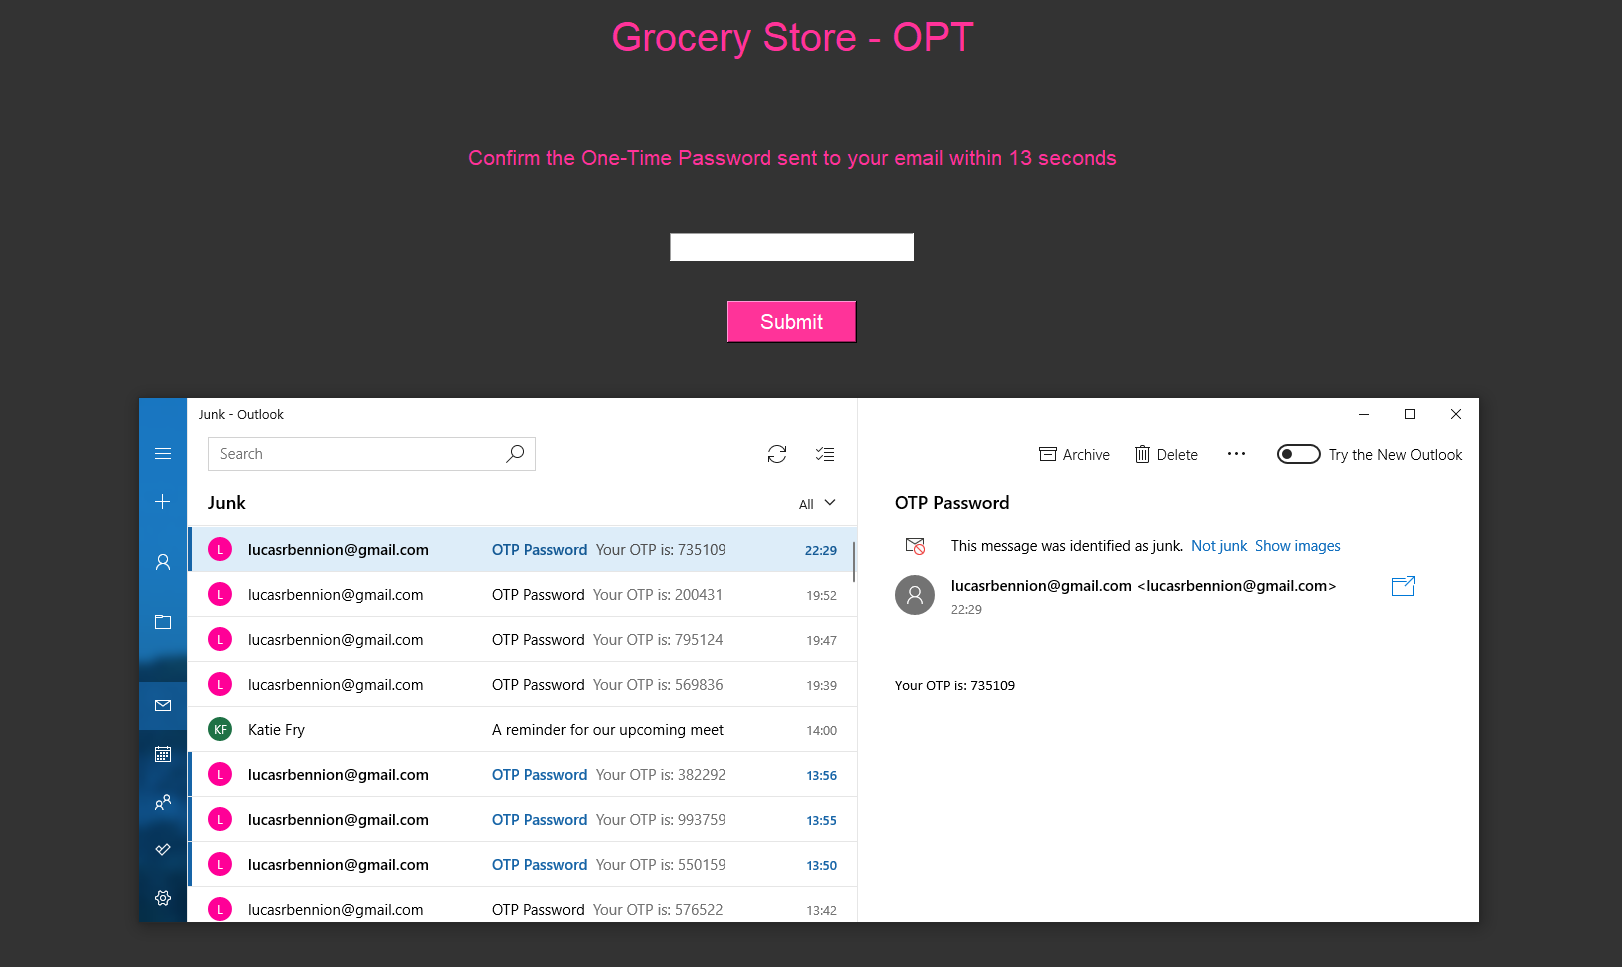 Grocery Store - OPT
Confirm the One-Time Password sent to your email within 13 seconds
Submit
Junk - Outlook
Search
Archive
Delete
Try the New Outlook
Junk
All
L lucasrbennion@gmail.com OTP Password Your OTP is: 735109 22:29
L lucasrbennion@gmail.com OTP Password Your OTP is: 200431 19:52
L lucasrbennion@gmail.com OTP Password Your OTP is: 795124 19:47
L lucasrbennion@gmail.com OTP Password Your OTP is: 569836 19:39
KF Katie Fry A reminder for our upcoming meet 14:00
L lucasrbennion@gmail.com OTP Password Your OTP is: 382292 13:56
L lucasrbennion@gmail.com OTP Password Your OTP is: 993759 13:55
L lucasrbennion@gmail.com OTP Password Your OTP is: 550159 13:50
L lucasrbennion@gmail.com OTP Password Your OTP is: 576522 13:42
OTP Password
This message was identified as junk. Not junk Show images
lucasrbennion@gmail.com <lucasrbennion@gmail.com>
22:29
Your OTP is: 735109